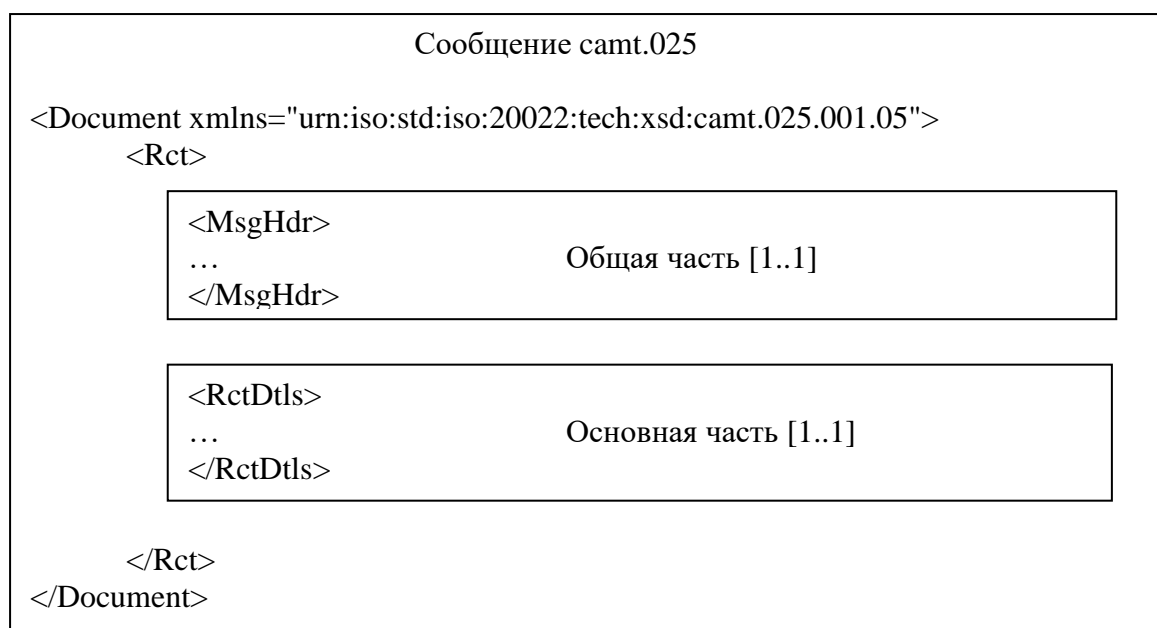 Сообщение camt.025
<Document xmlns="urn:iso:std:iso:20022:tech:xsd:camt.025.001.05">
<Rct>
<MsgHdr>
… Общая часть [1..1]
</MsgHdr>
<RctDtls>
… Основная часть [1..1]
</RctDtls>
</Rct>
</Document>